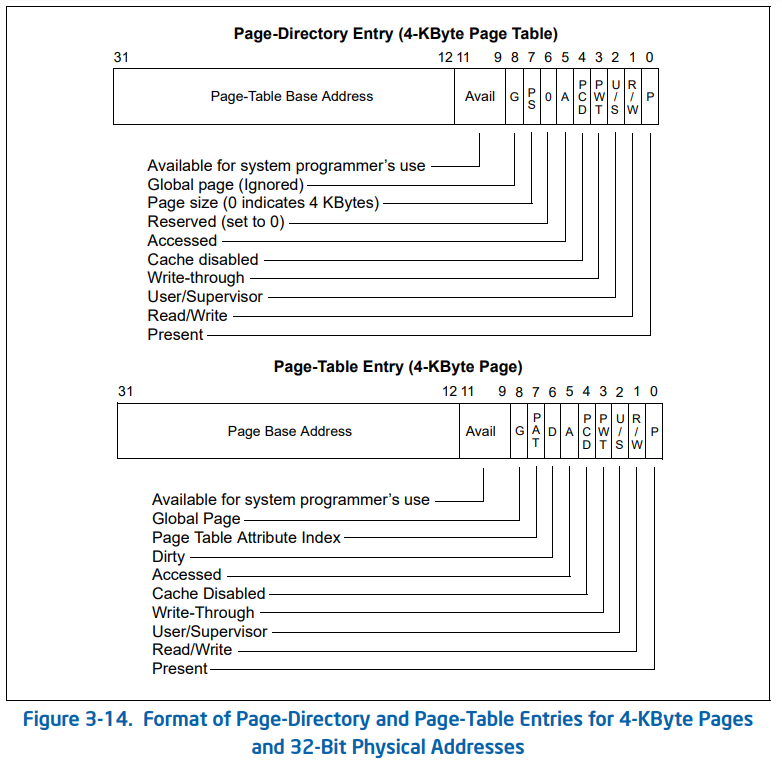 Page-Directory Entry (4-KByte Page Table)
31 12 11 9 8 7 6 5 4 3 2 1 0
Page-Table Base Address Avail G PS 0 A PCD PWT U/S R/W P
Available for system programmer’s use
Global page (Ignored)
Page size (0 indicates 4 KBytes)
Reserved (set to 0)
Accessed
Cache disabled
Write-through
User/Supervisor
Read/Write
Present
Page-Table Entry (4-KByte Page)
31 12 11 9 8 7 6 5 4 3 2 1 0
Page Base Address Avail G PAT D A PCD PWT U/S R/W P
Available for system programmer’s use
Global Page
Page Table Attribute Index
Dirty
Accessed
Cache Disabled
Write-Through
User/Supervisor
Read/Write
Present
Figure 3-14. Format of Page-Directory and Page-Table Entries for 4-KByte Pages
and 32-Bit Physical Addresses